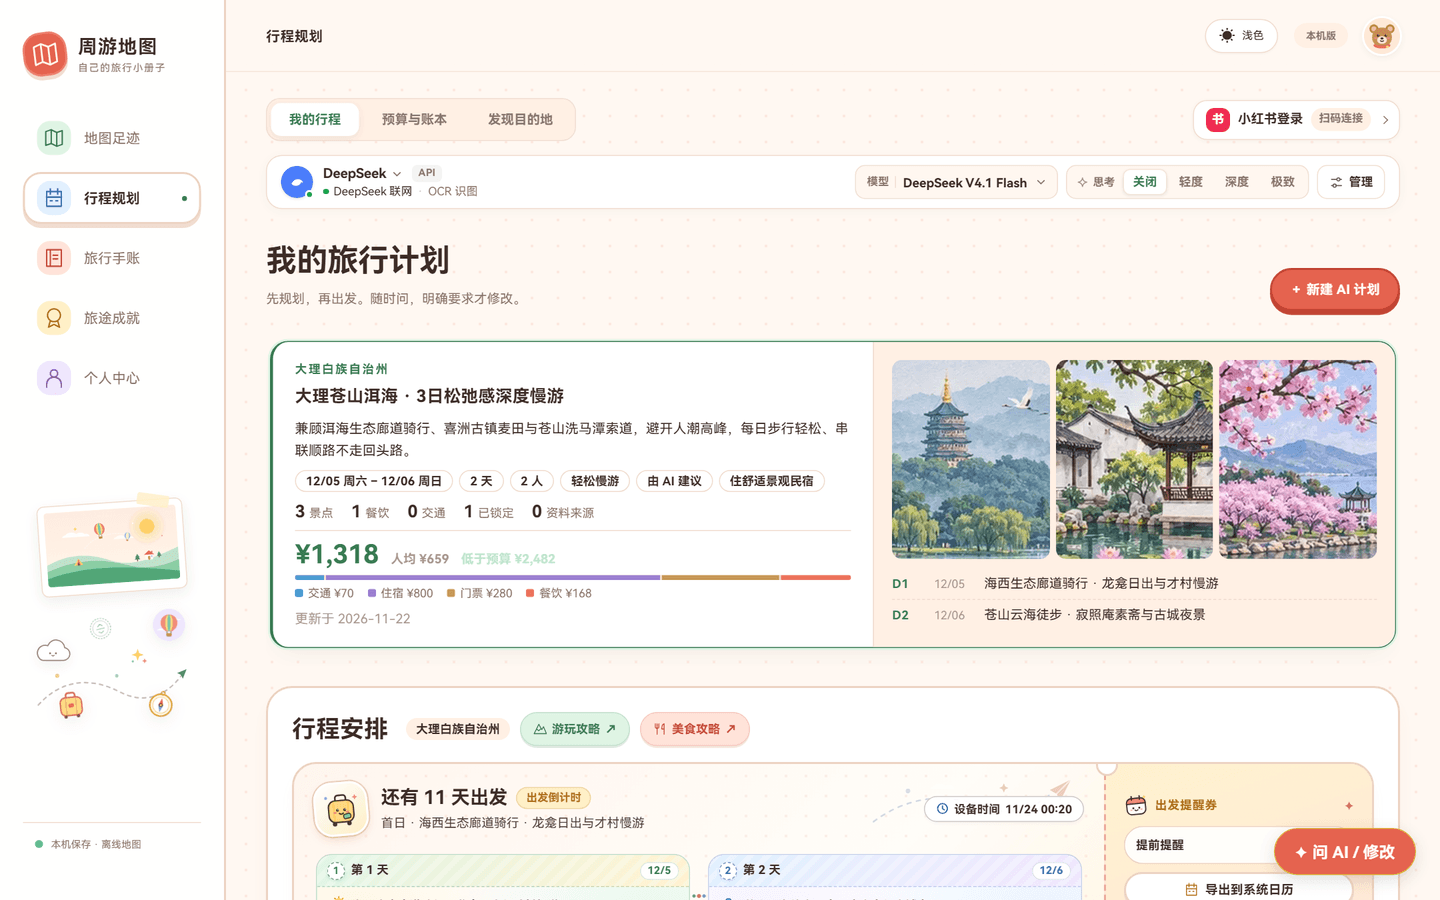 周游地图
自己的旅行小册子
地图足迹
行程规划
旅行手账
旅途成就
个人中心
本机保存 · 离线地图
行程规划
浅色
本机版
我的行程
预算与账本
发现目的地
书
小红书登录
扫码连接
DeepSeek
API
DeepSeek 联网 · OCR 识图
模型
DeepSeek V4.1 Flash
思考
关闭
轻度
深度
极致
管理
我的旅行计划
先规划，再出发。随时问，明确要求才修改。
+ 新建 AI 计划
大理白族自治州
大理苍山洱海 · 3日松弛感深度慢游
兼顾洱海生态廊道骑行、喜洲古镇麦田与苍山洗马潭索道，避开人潮高峰，每日步行轻松、串
联顺路不走回头路。
12/05 周六 – 12/06 周日
2 天
2 人
轻松慢游
由 AI 建议
住舒适景观民宿
3 景点
1 餐饮
0 交通
1 已锁定
0 资料来源
¥1,318
人均 ¥659
低于预算 ¥2,482
交通 ¥70
住宿 ¥800
门票 ¥280
餐饮 ¥168
更新于 2026-11-22
D1
12/05
海西生态廊道骑行 · 龙龛日出与才村慢游
D2
12/06
苍山云海徒步 · 寂照庵素斋与古城夜景
行程安排
大理白族自治州
游玩攻略 ↗
美食攻略 ↗
还有 11 天出发
出发倒计时
首日 · 海西生态廊道骑行 · 龙龛日出与才村慢游
设备时间 11/24 00:20
1
第 1 天
12/5
2
第 2 天
12/6
出发提醒券
提前提醒
导出到系统日历
问 AI / 修改